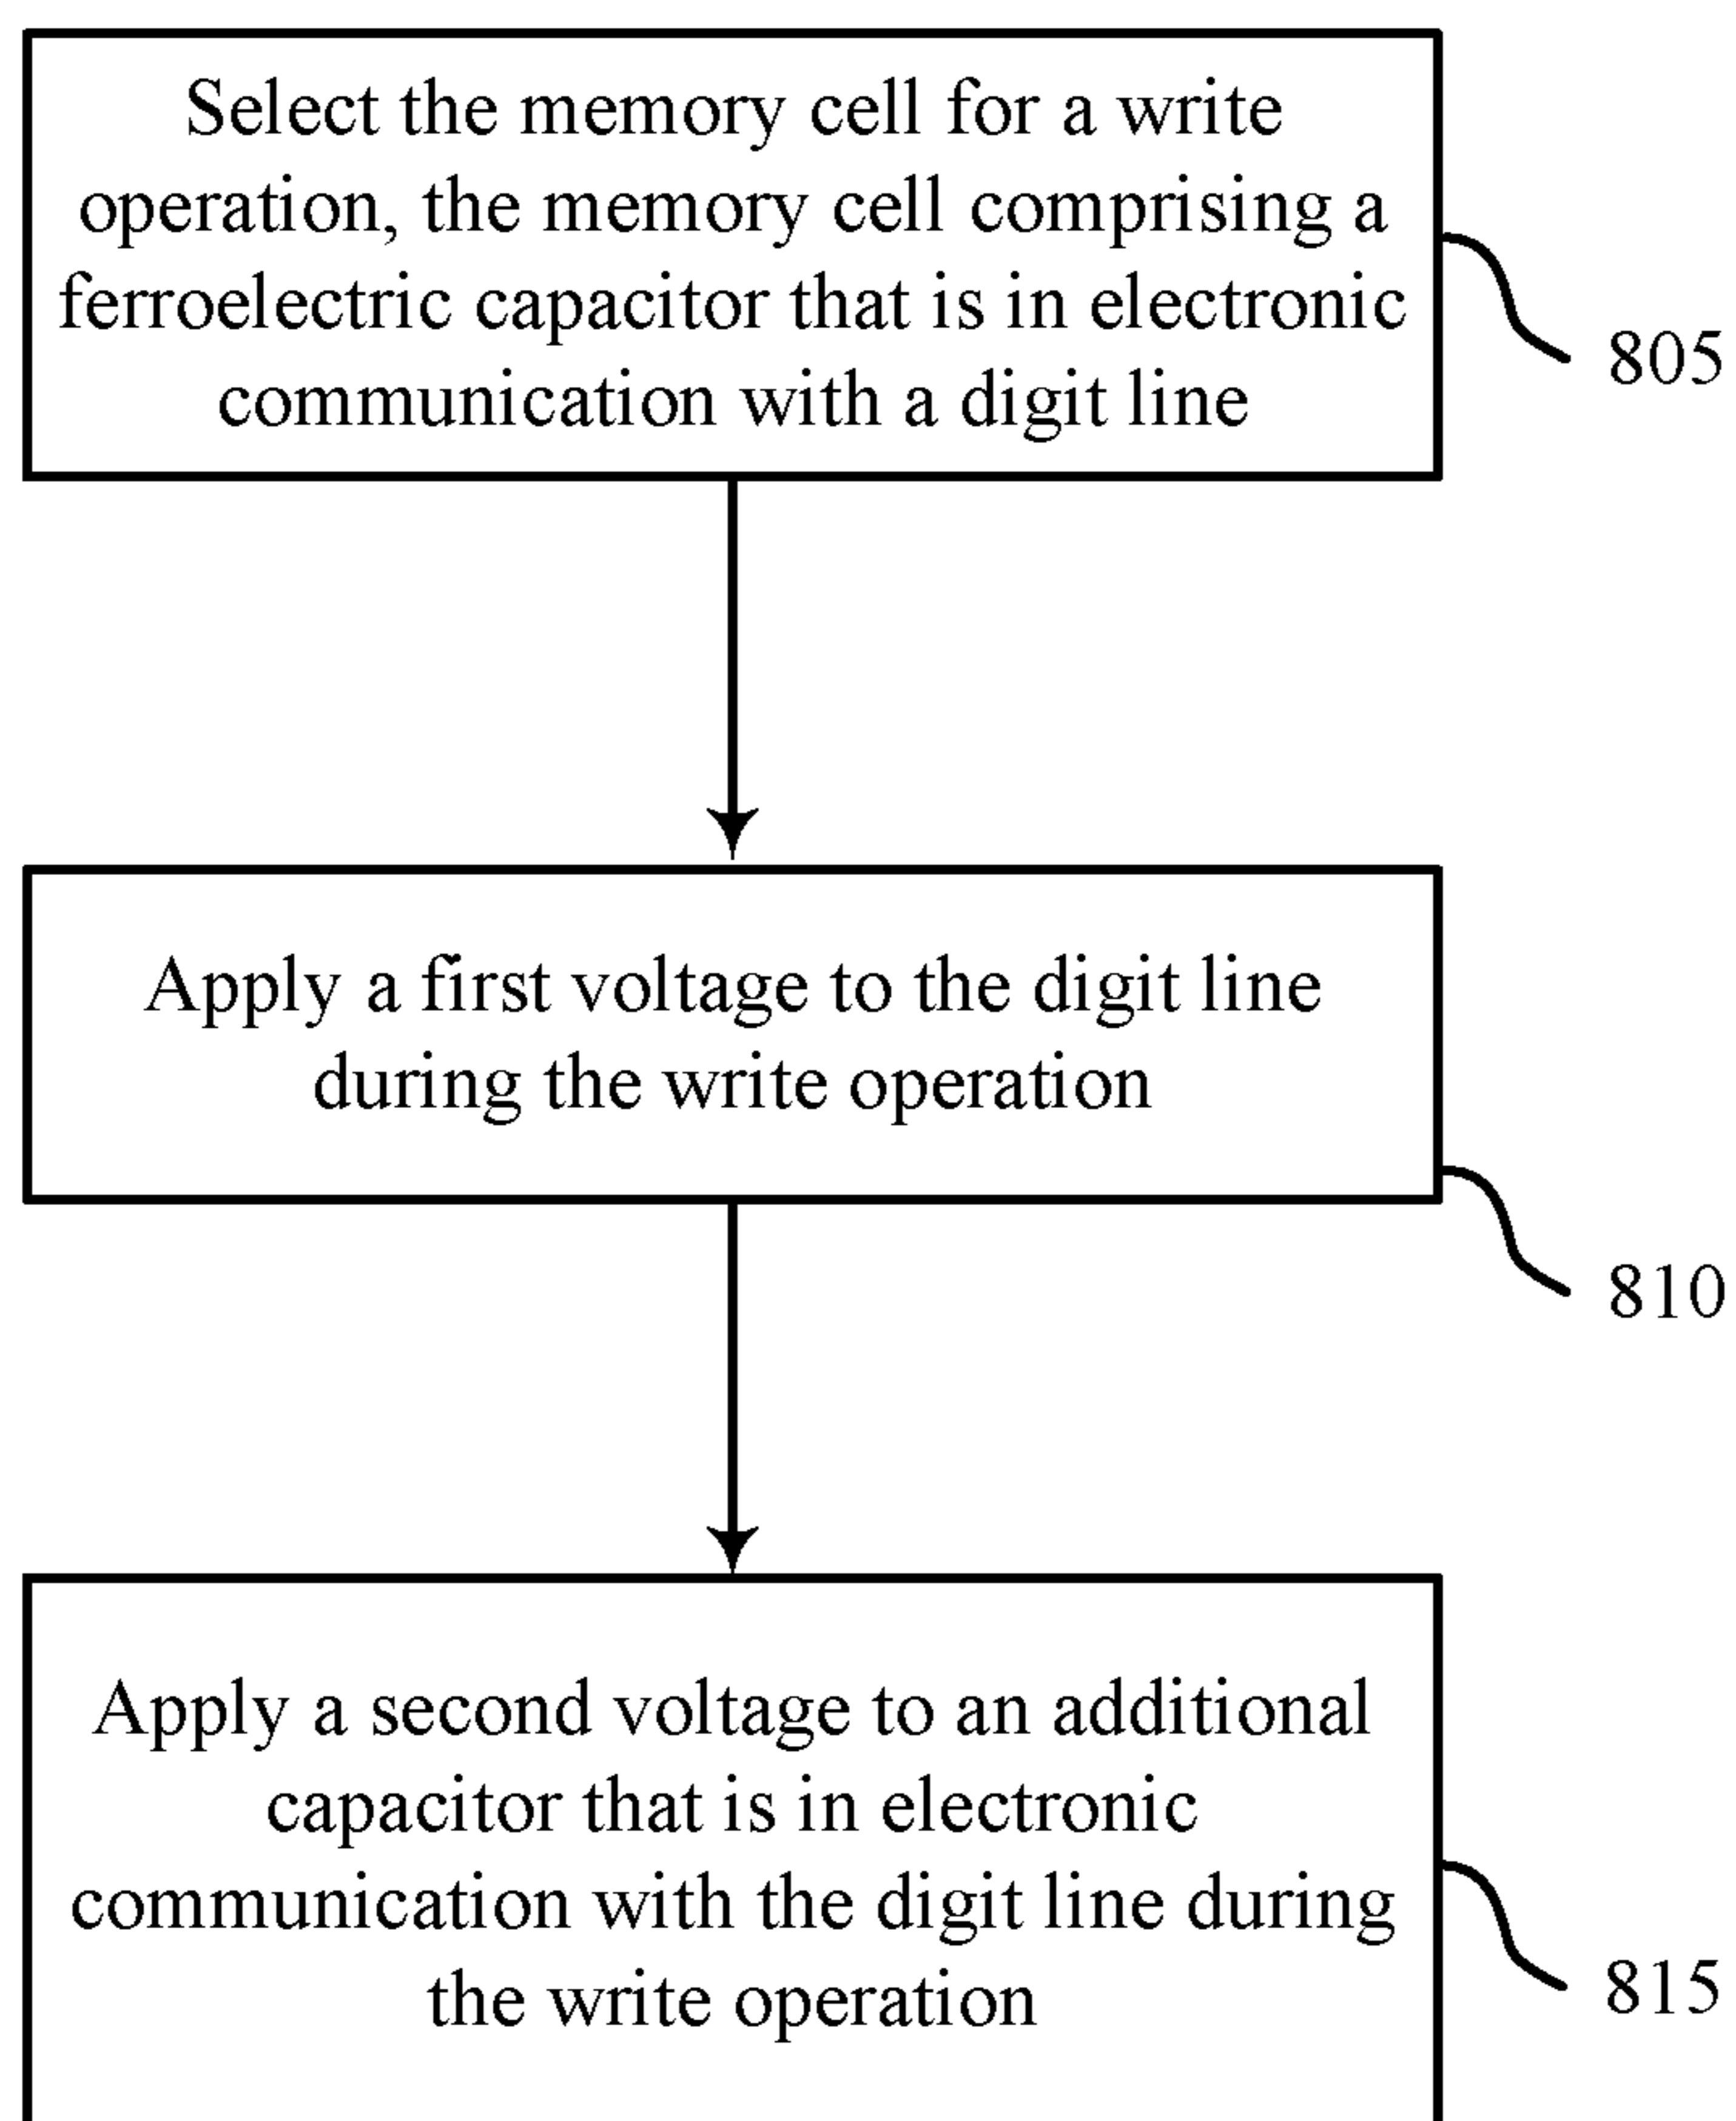 Select the memory cell for a write
operation, the memory cell comprising a
ferroelectric capacitor that is in electronic
communication with a digit line
805
Apply a first voltage to the digit line
during the write operation
810
Apply a second voltage to an additional
capacitor that is in electronic
communication with the digit line during
the write operation
815